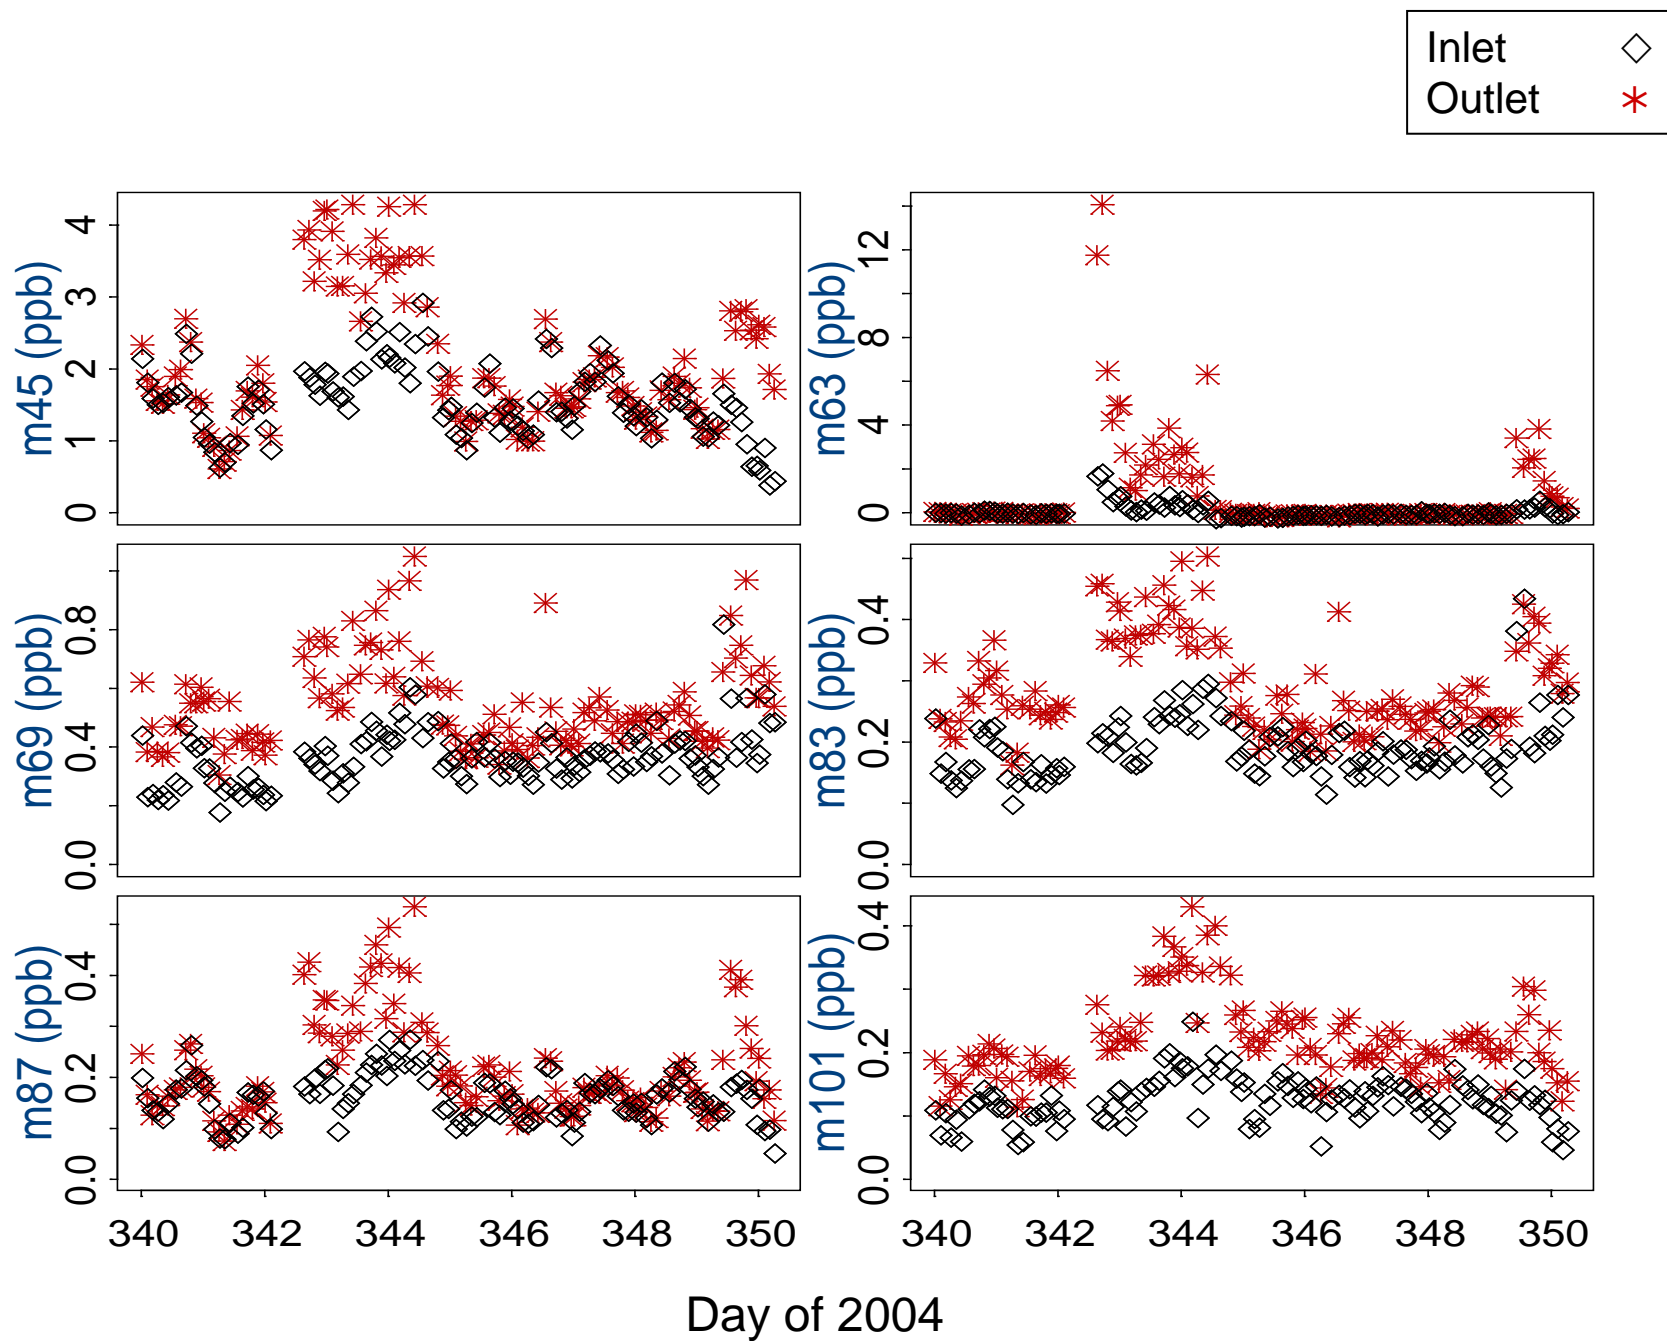 Inlet
Outlet
m45 (ppb)
0 1 2 3 4
m63 (ppb)
0 4 8 12
m69 (ppb)
0.0 0.4 0.8
m83 (ppb)
0.0 0.2 0.4
m87 (ppb)
0.0 0.2 0.4
m101 (ppb)
0.0 0.2 0.4
340 342 344 346 348 350
340 342 344 346 348 350
Day of 2004